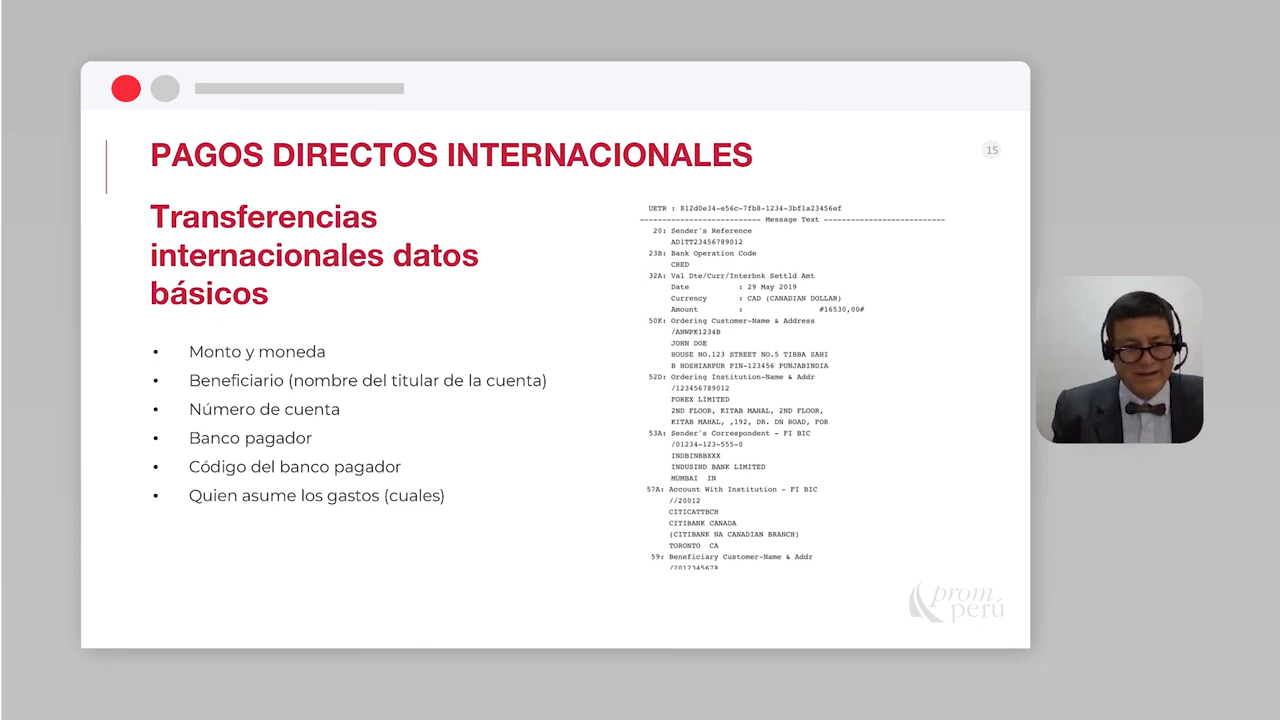 PAGOS DIRECTOS INTERNACIONALES
15
Transferencias
internacionales datos
básicos
• Monto y moneda
• Beneficiario (nombre del titular de la cuenta)
• Número de cuenta
• Banco pagador
• Código del banco pagador
• Quien asume los gastos (cuales)
UETR : 812d0e34-e56c-7fb8-1234-3bf1a23456ef
--------------------------- Message Text ---------------------------
20: Sender's Reference
AD1TT23456789012
23B: Bank Operation Code
CRED
32A: Val Dte/Curr/Interbnk Settld Amt
Date : 29 May 2019
Currency : CAD (CANADIAN DOLLAR)
Amount : #16530,00#
50K: Ordering Customer-Name & Address
/ANWPK1234B
JOHN DOE
HOUSE NO.123 STREET NO.5 TIBBA SAHI
B HOSHIARPUR PIN-123456 PUNJABINDIA
52D: Ordering Institution-Name & Addr
/123456789012
FOREX LIMITED
2ND FLOOR, KITAB MAHAL, 2ND FLOOR,
KITAB MAHAL, ,192, DR. DN ROAD, FOR
53A: Sender's Correspondent - FI BIC
/01234-123-555-0
INDBINBBXXX
INDUSIND BANK LIMITED
MUMBAI IN
57A: Account With Institution - FI BIC
//20012
CITICATTBCH
CITIBANK CANADA
(CITIBANK NA CANADIAN BRANCH)
TORONTO CA
59: Beneficiary Customer-Name & Addr
/2012345678
prom
perú